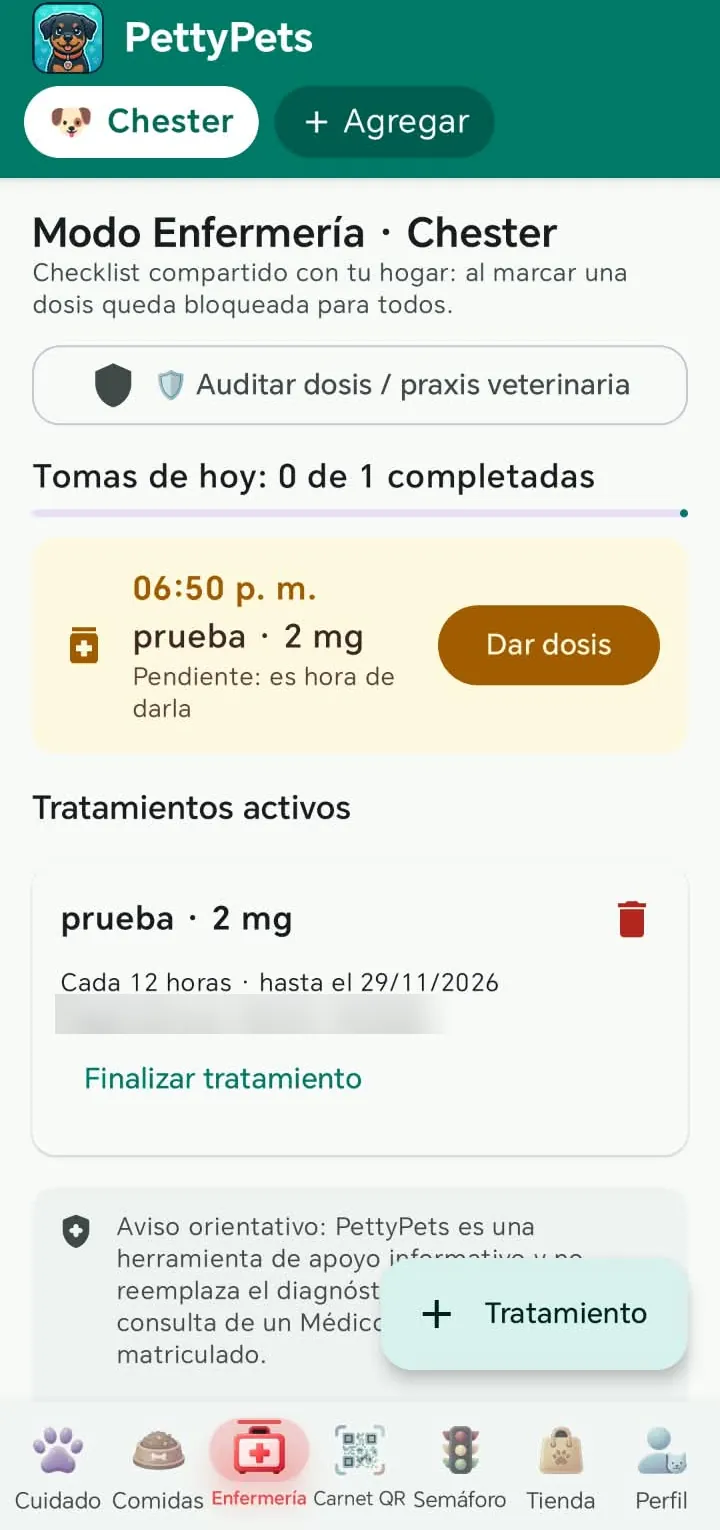 PettyPets
Chester
+ Agregar
Modo Enfermería · Chester
Checklist compartido con tu hogar: al marcar una
dosis queda bloqueada para todos.
Auditar dosis / praxis veterinaria
Tomas de hoy: 0 de 1 completadas
06:50 p. m.
prueba · 2 mg
Pendiente: es hora de
darla
Dar dosis
Tratamientos activos
prueba · 2 mg
Cada 12 horas · hasta el 29/11/2026
Finalizar tratamiento
Aviso orientativo: PettyPets es una
herramienta de apoyo informativo y no
reemplaza el
consulta de un
matriculado.
+ Tratamiento
Cuidado
Comidas
Enfermería
Carnet QR
Semáforo
Tienda
Perfil